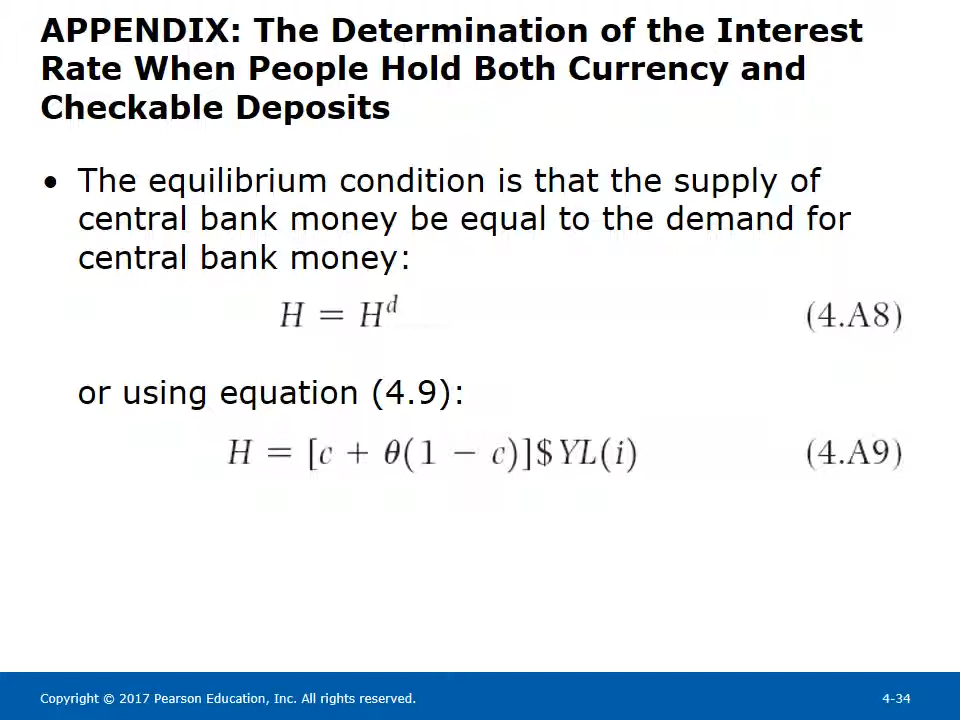 APPENDIX: The Determination of the Interest
Rate When People Hold Both Currency and
Checkable Deposits
• The equilibrium condition is that the supply of
central bank money be equal to the demand for
central bank money:
H = Hᵈ (4.A8)
or using equation (4.9):
H = [c + θ(1 − c)]$YL(i) (4.A9)
Copyright © 2017 Pearson Education, Inc. All rights reserved. 4-34